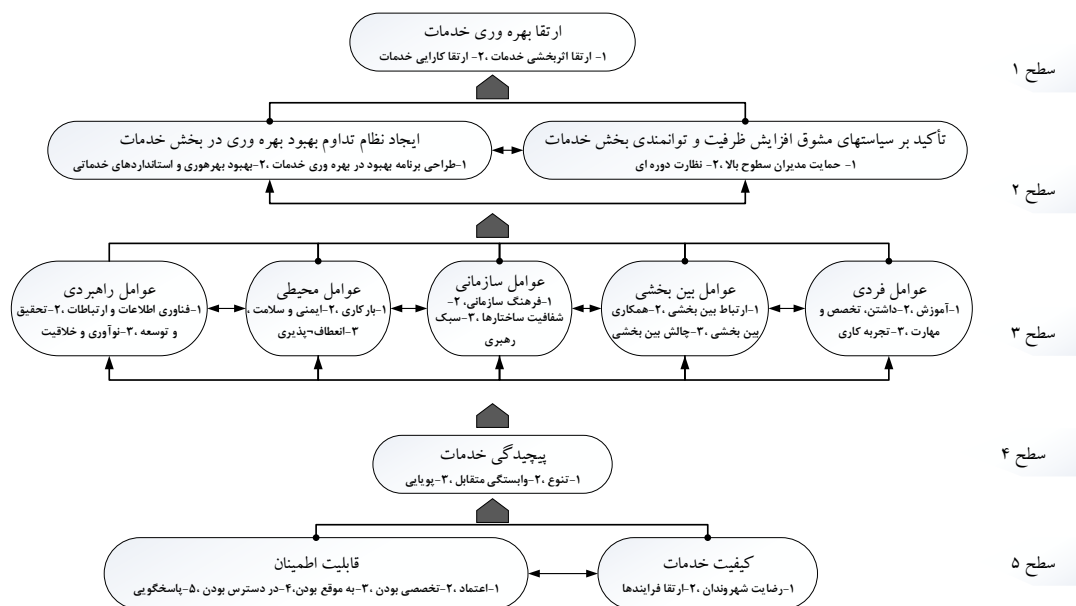 ارتقا بهره وری خدمات
۱- ارتقا اثربخشی خدمات ،۲- ارتقا کارایی خدمات
سطح ۱
تأکید بر سیاستهای مشوق افزایش ظرفیت و توانمندی بخش خدمات
۱- حمایت مدیران سطوح بالا ،۲- نظارت دوره ای
ایجاد نظام تداوم بهبود بهره وری در بخش خدمات
۱-طراحی برنامه بهبود در بهره وری خدمات ،۲-بهبود بهرهوری و استانداردهای خدماتی
سطح ۲
عوامل فردی
۱-آموزش ،۲-داشتن، تخصص و
مهارت ،۳- تجربه کاری
عوامل بین بخشی
۱-ارتباط بین بخشی ،۲-همکاری
بین بخشی ،۳-چالش بین بخشی
عوامل سازمانی
۱-فرهنگ سازمانی، ۲-
شفافیت ساختارها ،۳-سبک
رهبری
عوامل محیطی
۱-بارکاری ،۲-ایمنی و سلامت ،
۳-انعطاف¬پذیری
عوامل راهبردی
۱-فناوری اطلاعات و ارتباطات ،۲-تحقیق
و توسعه ،۳-نوآوری و خلاقیت
سطح ۳
پیچیدگی خدمات
۱-تنوع ،۲-وابستگی متقابل ،۳-پویایی
سطح ۴
کیفیت خدمات
۱-رضایت شهروندان ،۲-ارتقا فرایندها
قابلیت اطمینان
۱-اعتماد ،۲-تخصصی بودن ،۳-به موقع بودن،۴-در دسترس بودن ،۵-پاسخگویی
سطح ۵